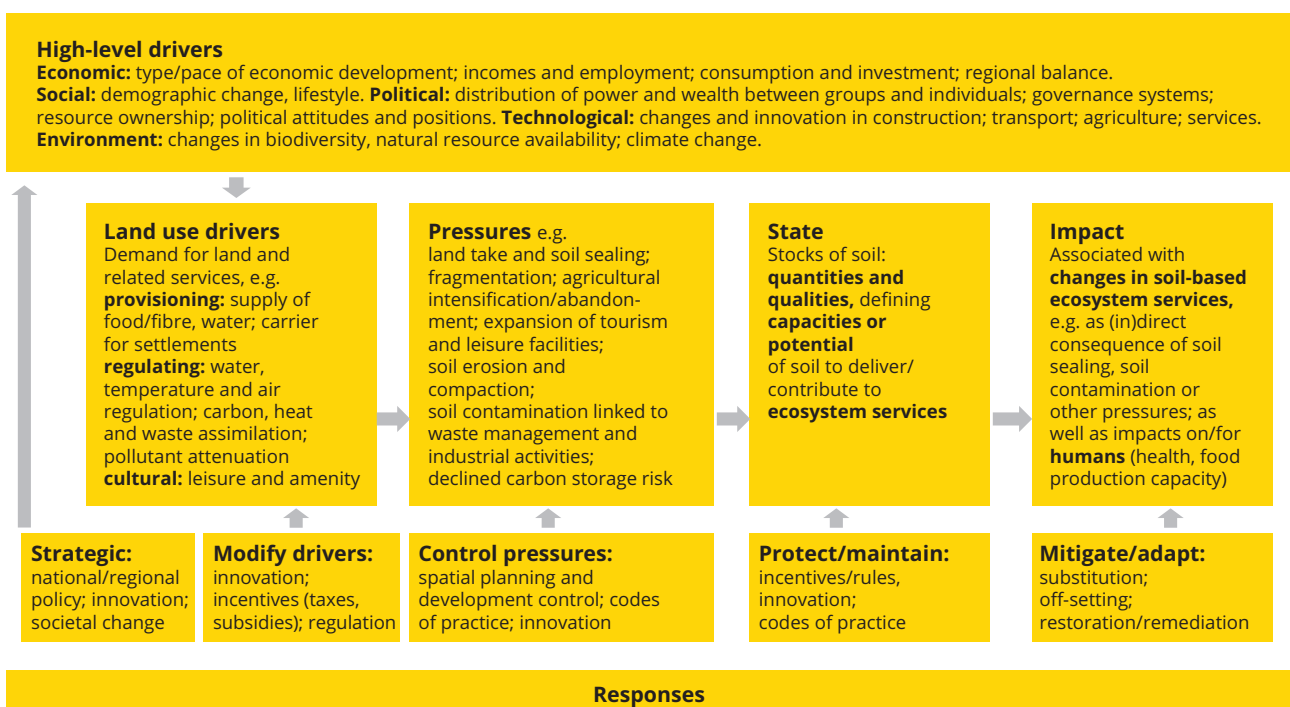 High-level drivers
Economic: type/pace of economic development; incomes and employment; consumption and investment; regional balance.
Social: demographic change, lifestyle. Political: distribution of power and wealth between groups and individuals; governance systems;
resource ownership; political attitudes and positions. Technological: changes and innovation in construction; transport; agriculture; services.
Environment: changes in biodiversity, natural resource availability; climate change.
Land use drivers
Demand for land and
related services, e.g.
provisioning: supply of
food/fibre, water; carrier
for settlements
regulating: water,
temperature and air
regulation; carbon, heat
and waste assimilation;
pollutant attenuation
cultural: leisure and amenity
Pressures e.g.
land take and soil sealing;
fragmentation; agricultural
intensification/abandon-
ment; expansion of tourism
and leisure facilities;
soil erosion and
compaction;
soil contamination linked to
waste management and
industrial activities;
declined carbon storage risk
State
Stocks of soil:
quantities and
qualities, defining
capacities or
potential
of soil to deliver/
contribute to
ecosystem services
Impact
Associated with
changes in soil-based
ecosystem services,
e.g. as (in)direct
consequence of soil
sealing, soil
contamination or
other pressures; as
well as impacts on/for
humans (health, food
production capacity)
Strategic:
national/regional
policy; innovation;
societal change
Modify drivers:
innovation;
incentives (taxes,
subsidies); regulation
Control pressures:
spatial planning and
development control; codes
of practice; innovation
Protect/maintain:
incentives/rules,
innovation;
codes of practice
Mitigate/adapt:
substitution;
off-setting;
restoration/remediation
Responses